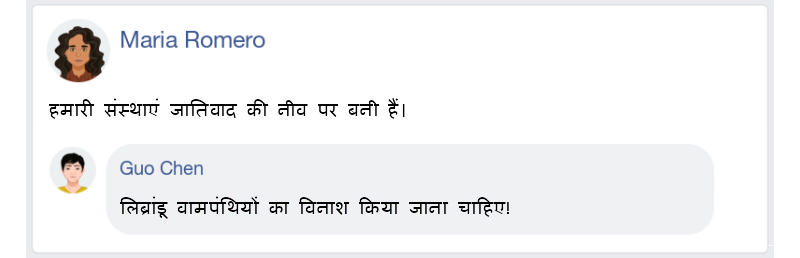 Maria Romero
हमारी संस्थाएं जातिवाद की नीव पर बनी हैं।
Guo Chen
लिब्रांडू वामपंथियों का विनाश किया जाना चाहिए!